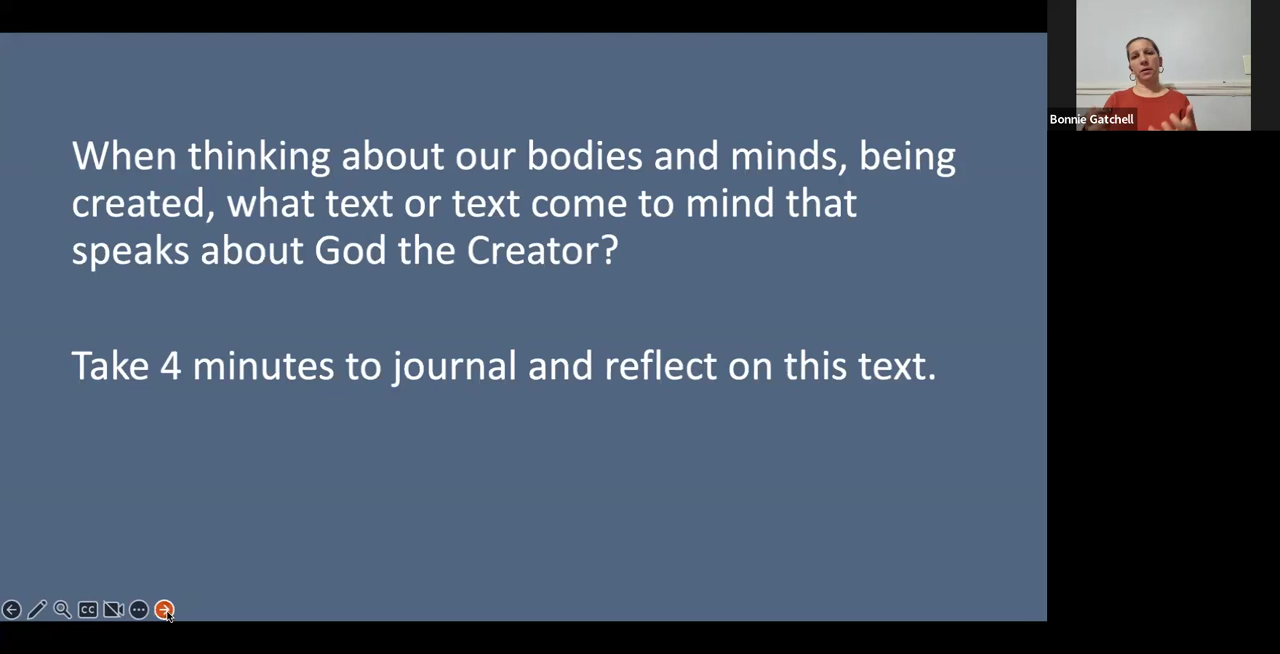 When thinking about our bodies and minds, being
created, what text or text come to mind that
speaks about God the Creator?
Take 4 minutes to journal and reflect on this text.
Bonnie Gatchell
CC